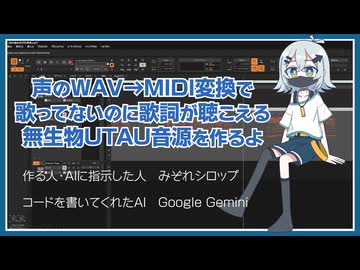 声のWAV→MIDI変換で
歌ってないのに歌詞が聴こえる
無生物UTAU音源を作るよ
作る人・AIに指示した人　みぞれシロップ
コードを書いてくれたAI　Google Gemini